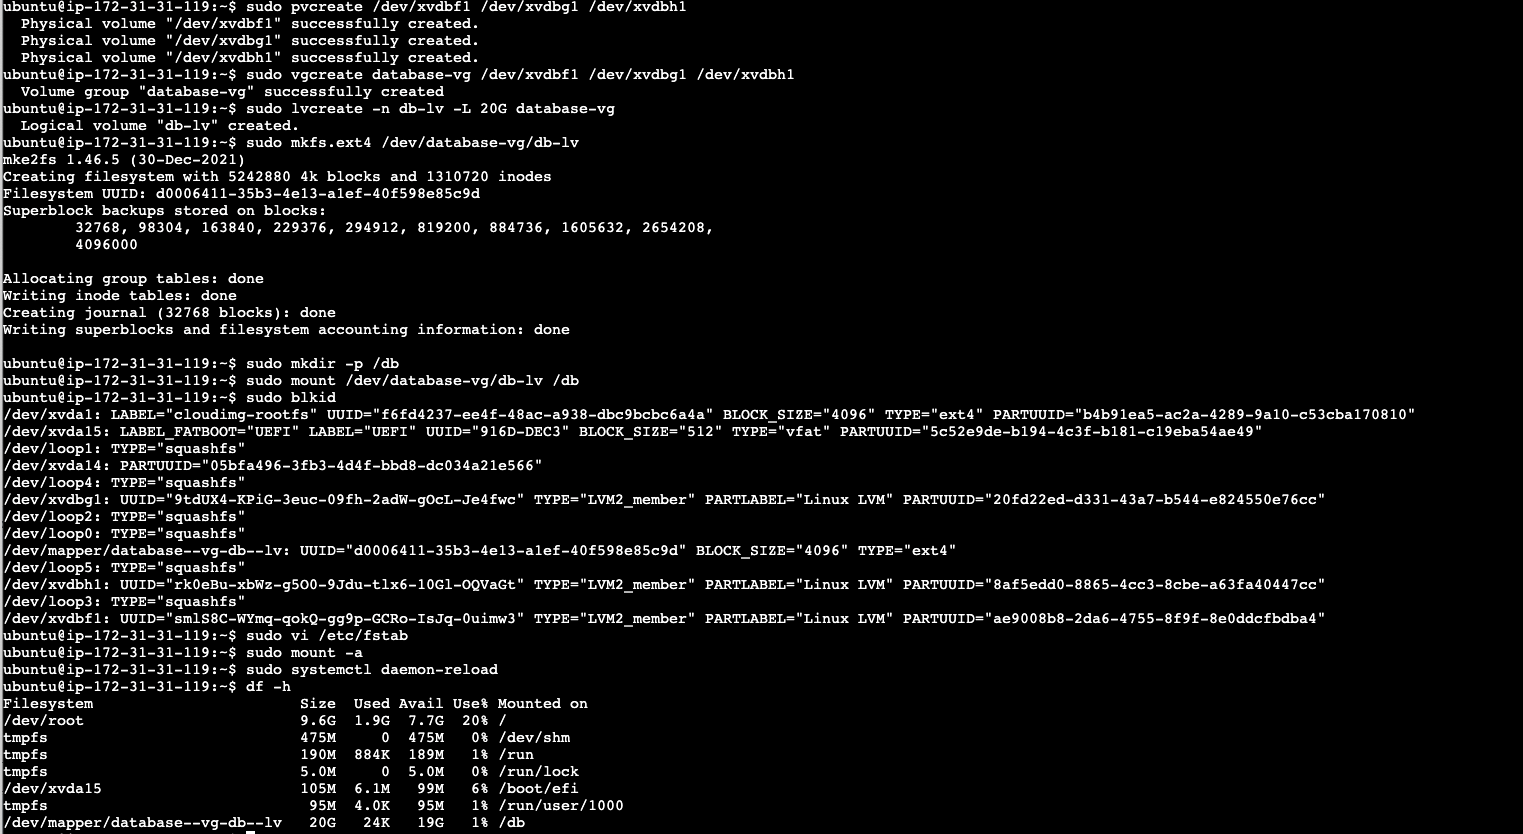 ubuntu@ip-172-31-31-119:~$ sudo pvcreate /dev/xvdbf1 /dev/xvdbg1 /dev/xvdbh1
  Physical volume "/dev/xvdbf1" successfully created.
  Physical volume "/dev/xvdbg1" successfully created.
  Physical volume "/dev/xvdbh1" successfully created.
ubuntu@ip-172-31-31-119:~$ sudo vgcreate database-vg /dev/xvdbf1 /dev/xvdbg1 /dev/xvdbh1
  Volume group "database-vg" successfully created
ubuntu@ip-172-31-31-119:~$ sudo lvcreate -n db-lv -L 20G database-vg
  Logical volume "db-lv" created.
ubuntu@ip-172-31-31-119:~$ sudo mkfs.ext4 /dev/database-vg/db-lv
mke2fs 1.46.5 (30-Dec-2021)
Creating filesystem with 5242880 4k blocks and 1310720 inodes
Filesystem UUID: d0006411-35b3-4e13-a1ef-40f598e85c9d
Superblock backups stored on blocks:
        32768, 98304, 163840, 229376, 294912, 819200, 884736, 1605632, 2654208,
        4096000

Allocating group tables: done
Writing inode tables: done
Creating journal (32768 blocks): done
Writing superblocks and filesystem accounting information: done

ubuntu@ip-172-31-31-119:~$ sudo mkdir -p /db
ubuntu@ip-172-31-31-119:~$ sudo mount /dev/database-vg/db-lv /db
ubuntu@ip-172-31-31-119:~$ sudo blkid
/dev/xvda1: LABEL="cloudimg-rootfs" UUID="f6fd4237-ee4f-48ac-a938-dbc9bcbc6a4a" BLOCK_SIZE="4096" TYPE="ext4" PARTUUID="b4b91ea5-ac2a-4289-9a10-c53cba170810"
/dev/xvda15: LABEL_FATBOOT="UEFI" LABEL="UEFI" UUID="916D-DEC3" BLOCK_SIZE="512" TYPE="vfat" PARTUUID="5c52e9de-b194-4c3f-b181-c19eba54ae49"
/dev/loop1: TYPE="squashfs"
/dev/xvda14: PARTUUID="05bfa496-3fb3-4d4f-bbd8-dc034a21e566"
/dev/loop4: TYPE="squashfs"
/dev/xvdbg1: UUID="9tdUX4-KPiG-3euc-09fh-2adW-gOcL-Je4fwc" TYPE="LVM2_member" PARTLABEL="Linux LVM" PARTUUID="20fd22ed-d331-43a7-b544-e824550e76cc"
/dev/loop2: TYPE="squashfs"
/dev/loop0: TYPE="squashfs"
/dev/mapper/database--vg-db--lv: UUID="d0006411-35b3-4e13-a1ef-40f598e85c9d" BLOCK_SIZE="4096" TYPE="ext4"
/dev/loop5: TYPE="squashfs"
/dev/xvdbh1: UUID="rk0eBu-xbWz-g5O0-9Jdu-tlx6-10Gl-OQVaGt" TYPE="LVM2_member" PARTLABEL="Linux LVM" PARTUUID="8af5edd0-8865-4cc3-8cbe-a63fa40447cc"
/dev/loop3: TYPE="squashfs"
/dev/xvdbf1: UUID="smlS8C-WYmq-qokQ-gg9p-GCRo-IsJq-0uimw3" TYPE="LVM2_member" PARTLABEL="Linux LVM" PARTUUID="ae9008b8-2da6-4755-8f9f-8e0ddcfbdba4"
ubuntu@ip-172-31-31-119:~$ sudo vi /etc/fstab
ubuntu@ip-172-31-31-119:~$ sudo mount -a
ubuntu@ip-172-31-31-119:~$ sudo systemctl daemon-reload
ubuntu@ip-172-31-31-119:~$ df -h
Filesystem                       Size  Used Avail Use% Mounted on
/dev/root                        9.6G  1.9G  7.7G  20% /
tmpfs                            475M     0  475M   0% /dev/shm
tmpfs                            190M  884K  189M   1% /run
tmpfs                            5.0M     0  5.0M   0% /run/lock
/dev/xvda15                      105M  6.1M   99M   6% /boot/efi
tmpfs                             95M  4.0K   95M   1% /run/user/1000
/dev/mapper/database--vg-db--lv   20G   24K   19G   1% /db